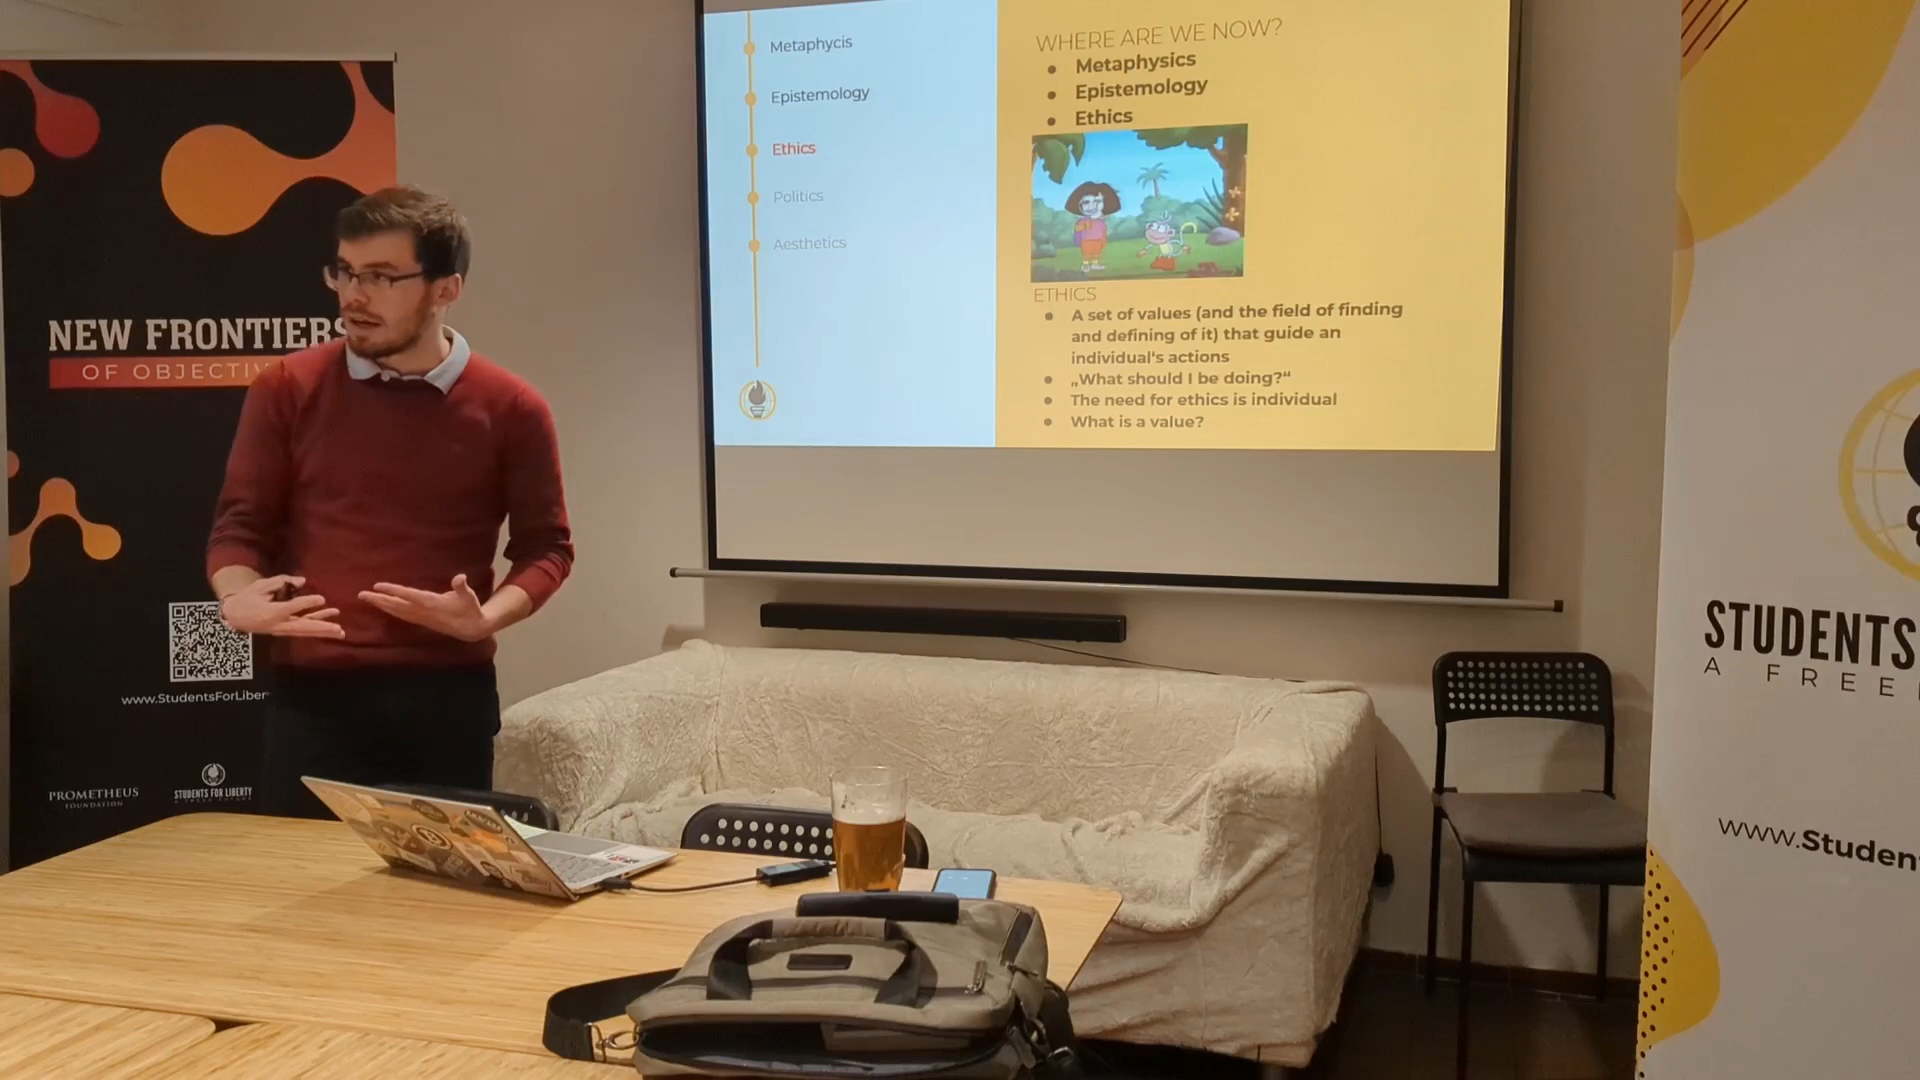 NEW FRONTIERS
OF OBJECTIV
www.StudentsForLiber
PROMETHEUS
FOUNDATION
STUDENTS FOR LIBERTY
Metaphycis
Epistemology
Ethics
Politics
Aesthetics
WHERE ARE WE NOW?
• Metaphysics
• Epistemology
• Ethics
ETHICS
• A set of values (and the field of finding
and defining of it) that guide an
individual's actions
• „What should I be doing?“
• The need for ethics is individual
• What is a value?
STUDENTS
A FREE
www.Studen